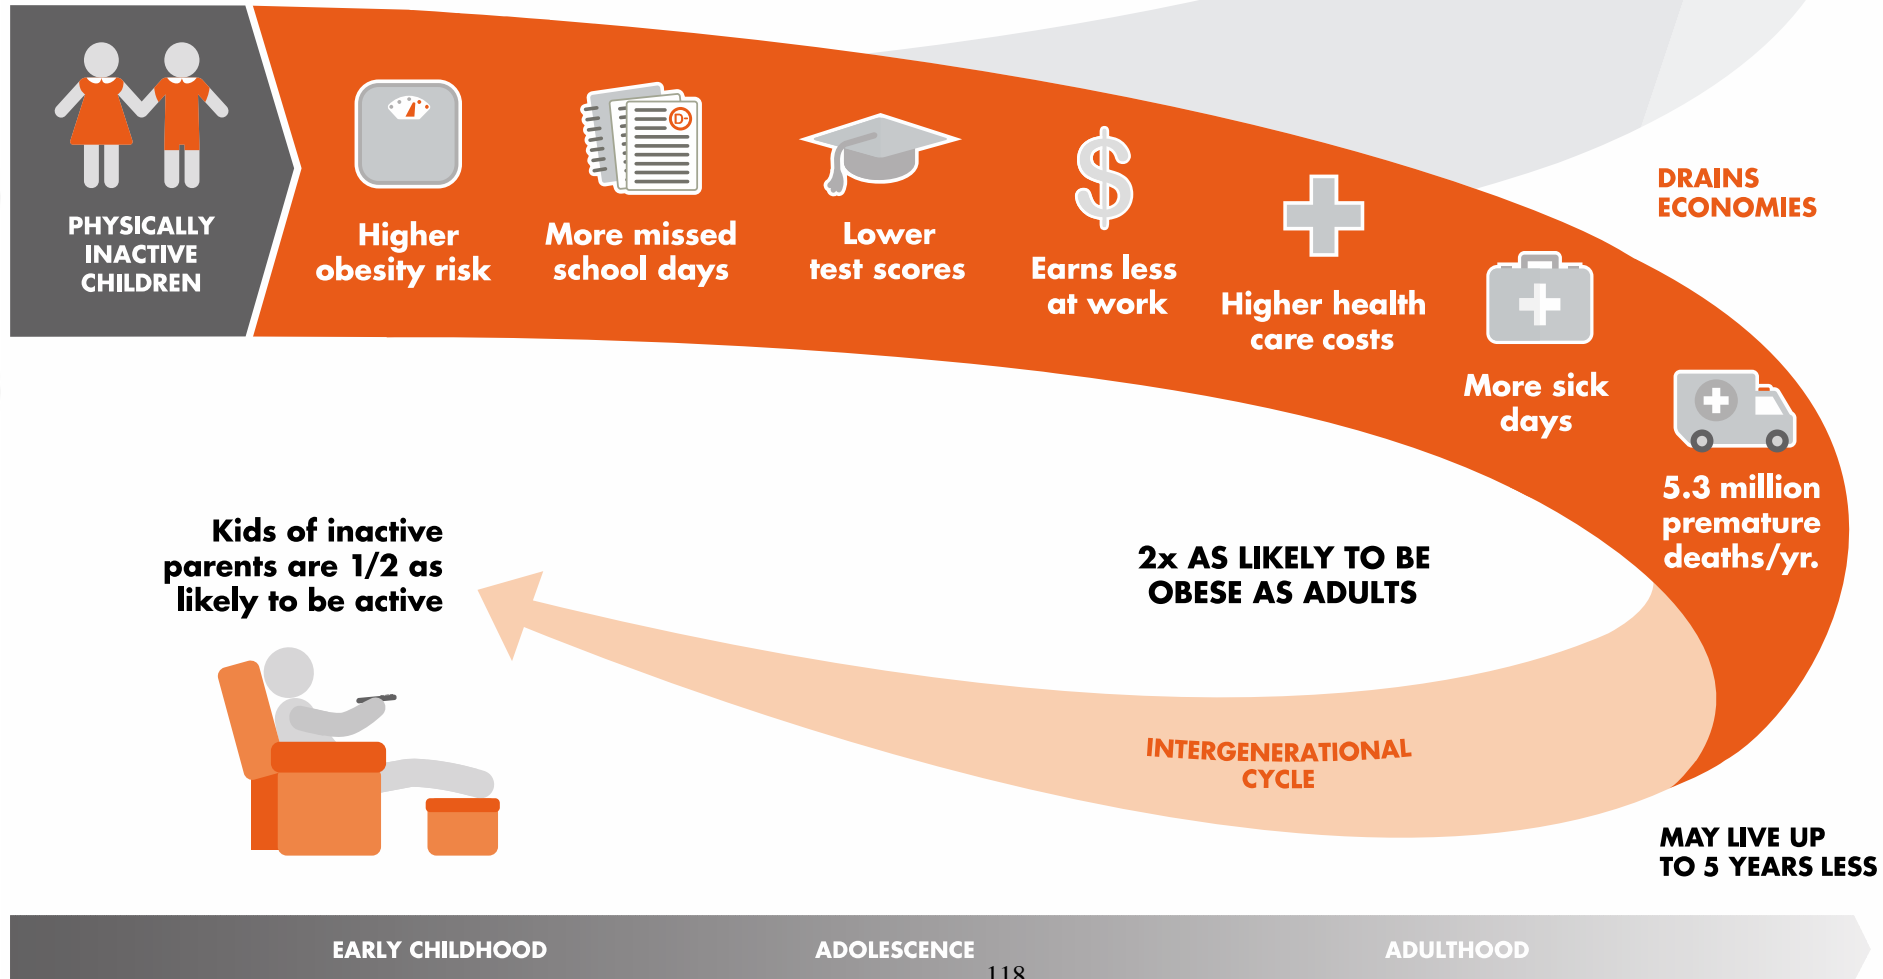 PHYSICALLY
INACTIVE
CHILDREN
Higher
obesity risk
More missed
school days
D-
Lower
test scores
Earns less
at work
$
Higher health
care costs
More sick
days
5.3 million
premature
deaths/yr.
DRAINS
ECONOMIES
Kids of inactive
parents are 1/2 as
likely to be active
2x AS LIKELY TO BE
OBESE AS ADULTS
INTERGENERATIONAL
CYCLE
MAY LIVE UP
TO 5 YEARS LESS
EARLY CHILDHOOD
ADOLESCENCE
ADULTHOOD
118